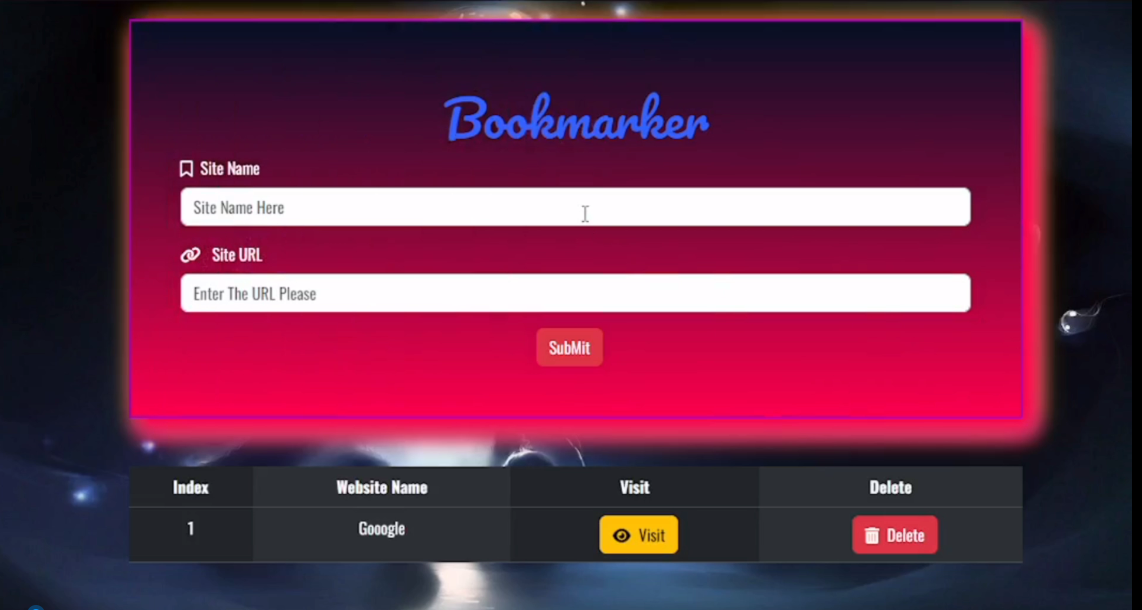 Bookmarker
Site Name
Site Name Here
Site URL
Enter The URL Please
SubMit
Index Website Name Visit Delete
1 Gooogle Visit Delete